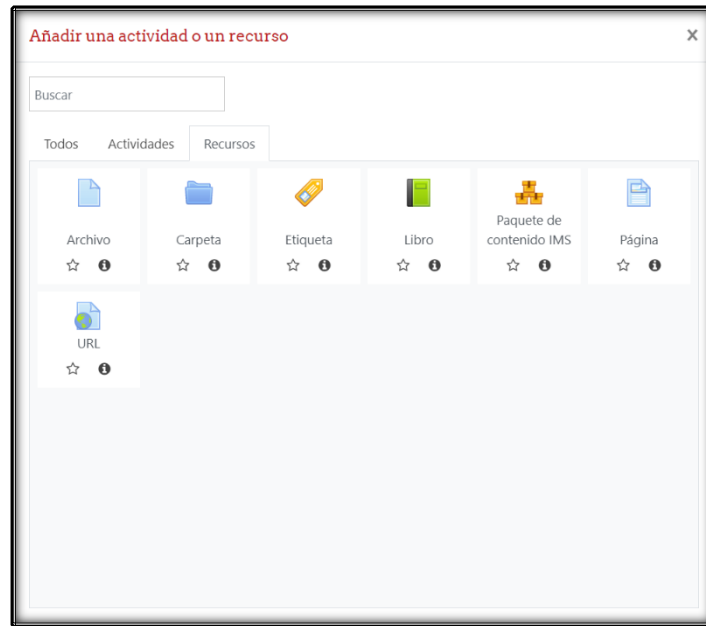 Añadir una actividad o un recurso
Buscar
Todos Actividades Recursos
Archivo
Carpeta
Etiqueta
Libro
Paquete de
contenido IMS
Página
URL